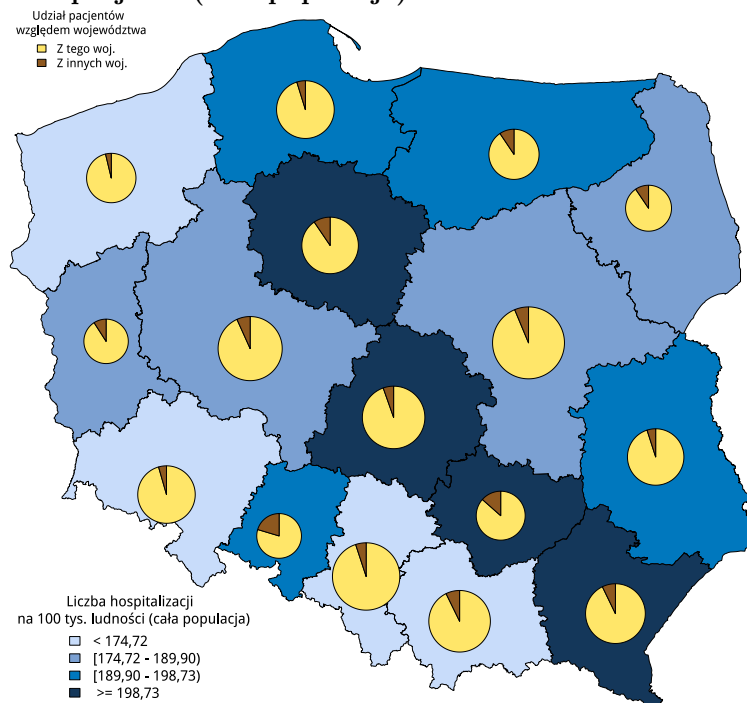 Udział pacjentów
względem województwa
Z tego woj.
Z innych woj.
Liczba hospitalizacji
na 100 tys. ludności (cała populacja)
< 174,72
[174,72 - 189,90)
[189,90 - 198,73)
>= 198,73